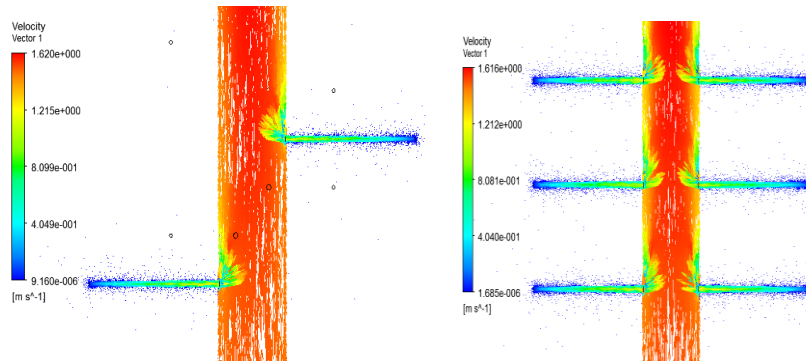 Velocity
Vector 1
1.620e+000
1.215e+000
8.099e-001
4.049e-001
9.160e-006
[m s^-1]
Velocity
Vector 1
1.616e+000
1.212e+000
8.081e-001
4.040e-001
1.685e-006
[m s^-1]